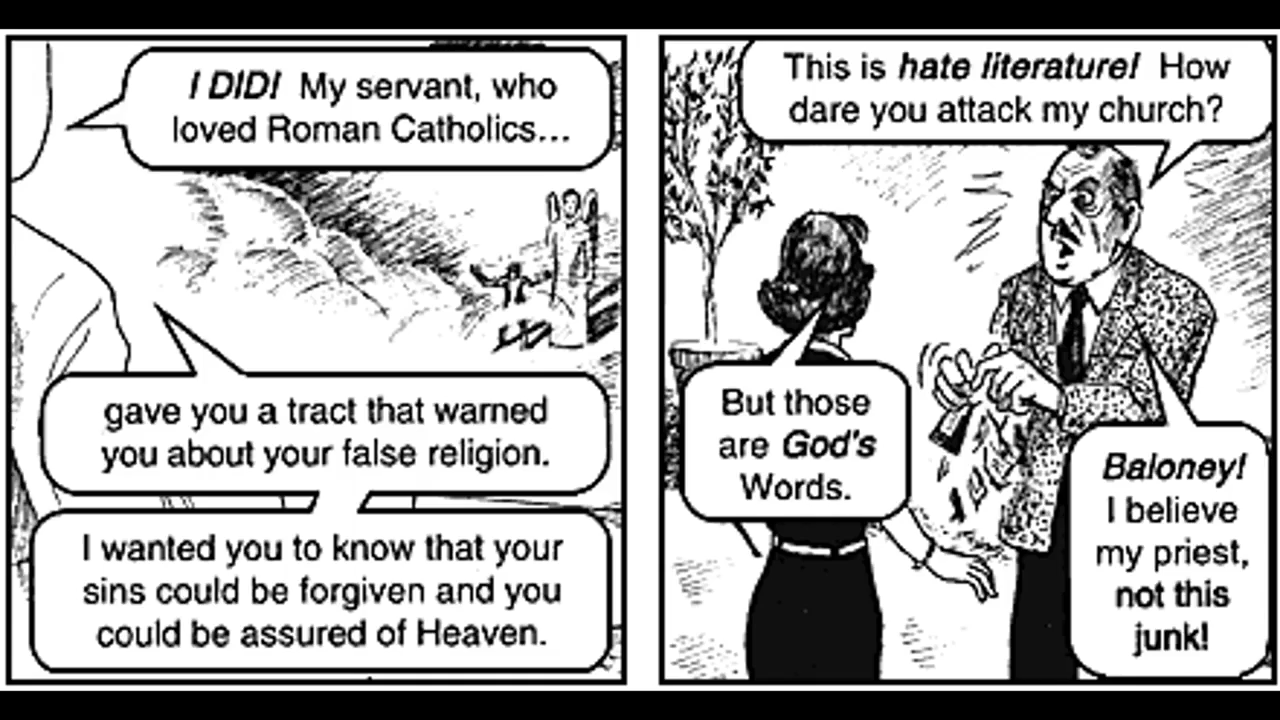 I DID! My servant, who
loved Roman Catholics...
gave you a tract that warned
you about your false religion.
I wanted you to know that your
sins could be forgiven and you
could be assured of Heaven.
This is hate literature! How
dare you attack my church?
But those
are God's
Words.
Baloney!
I believe
my priest,
not this
junk!